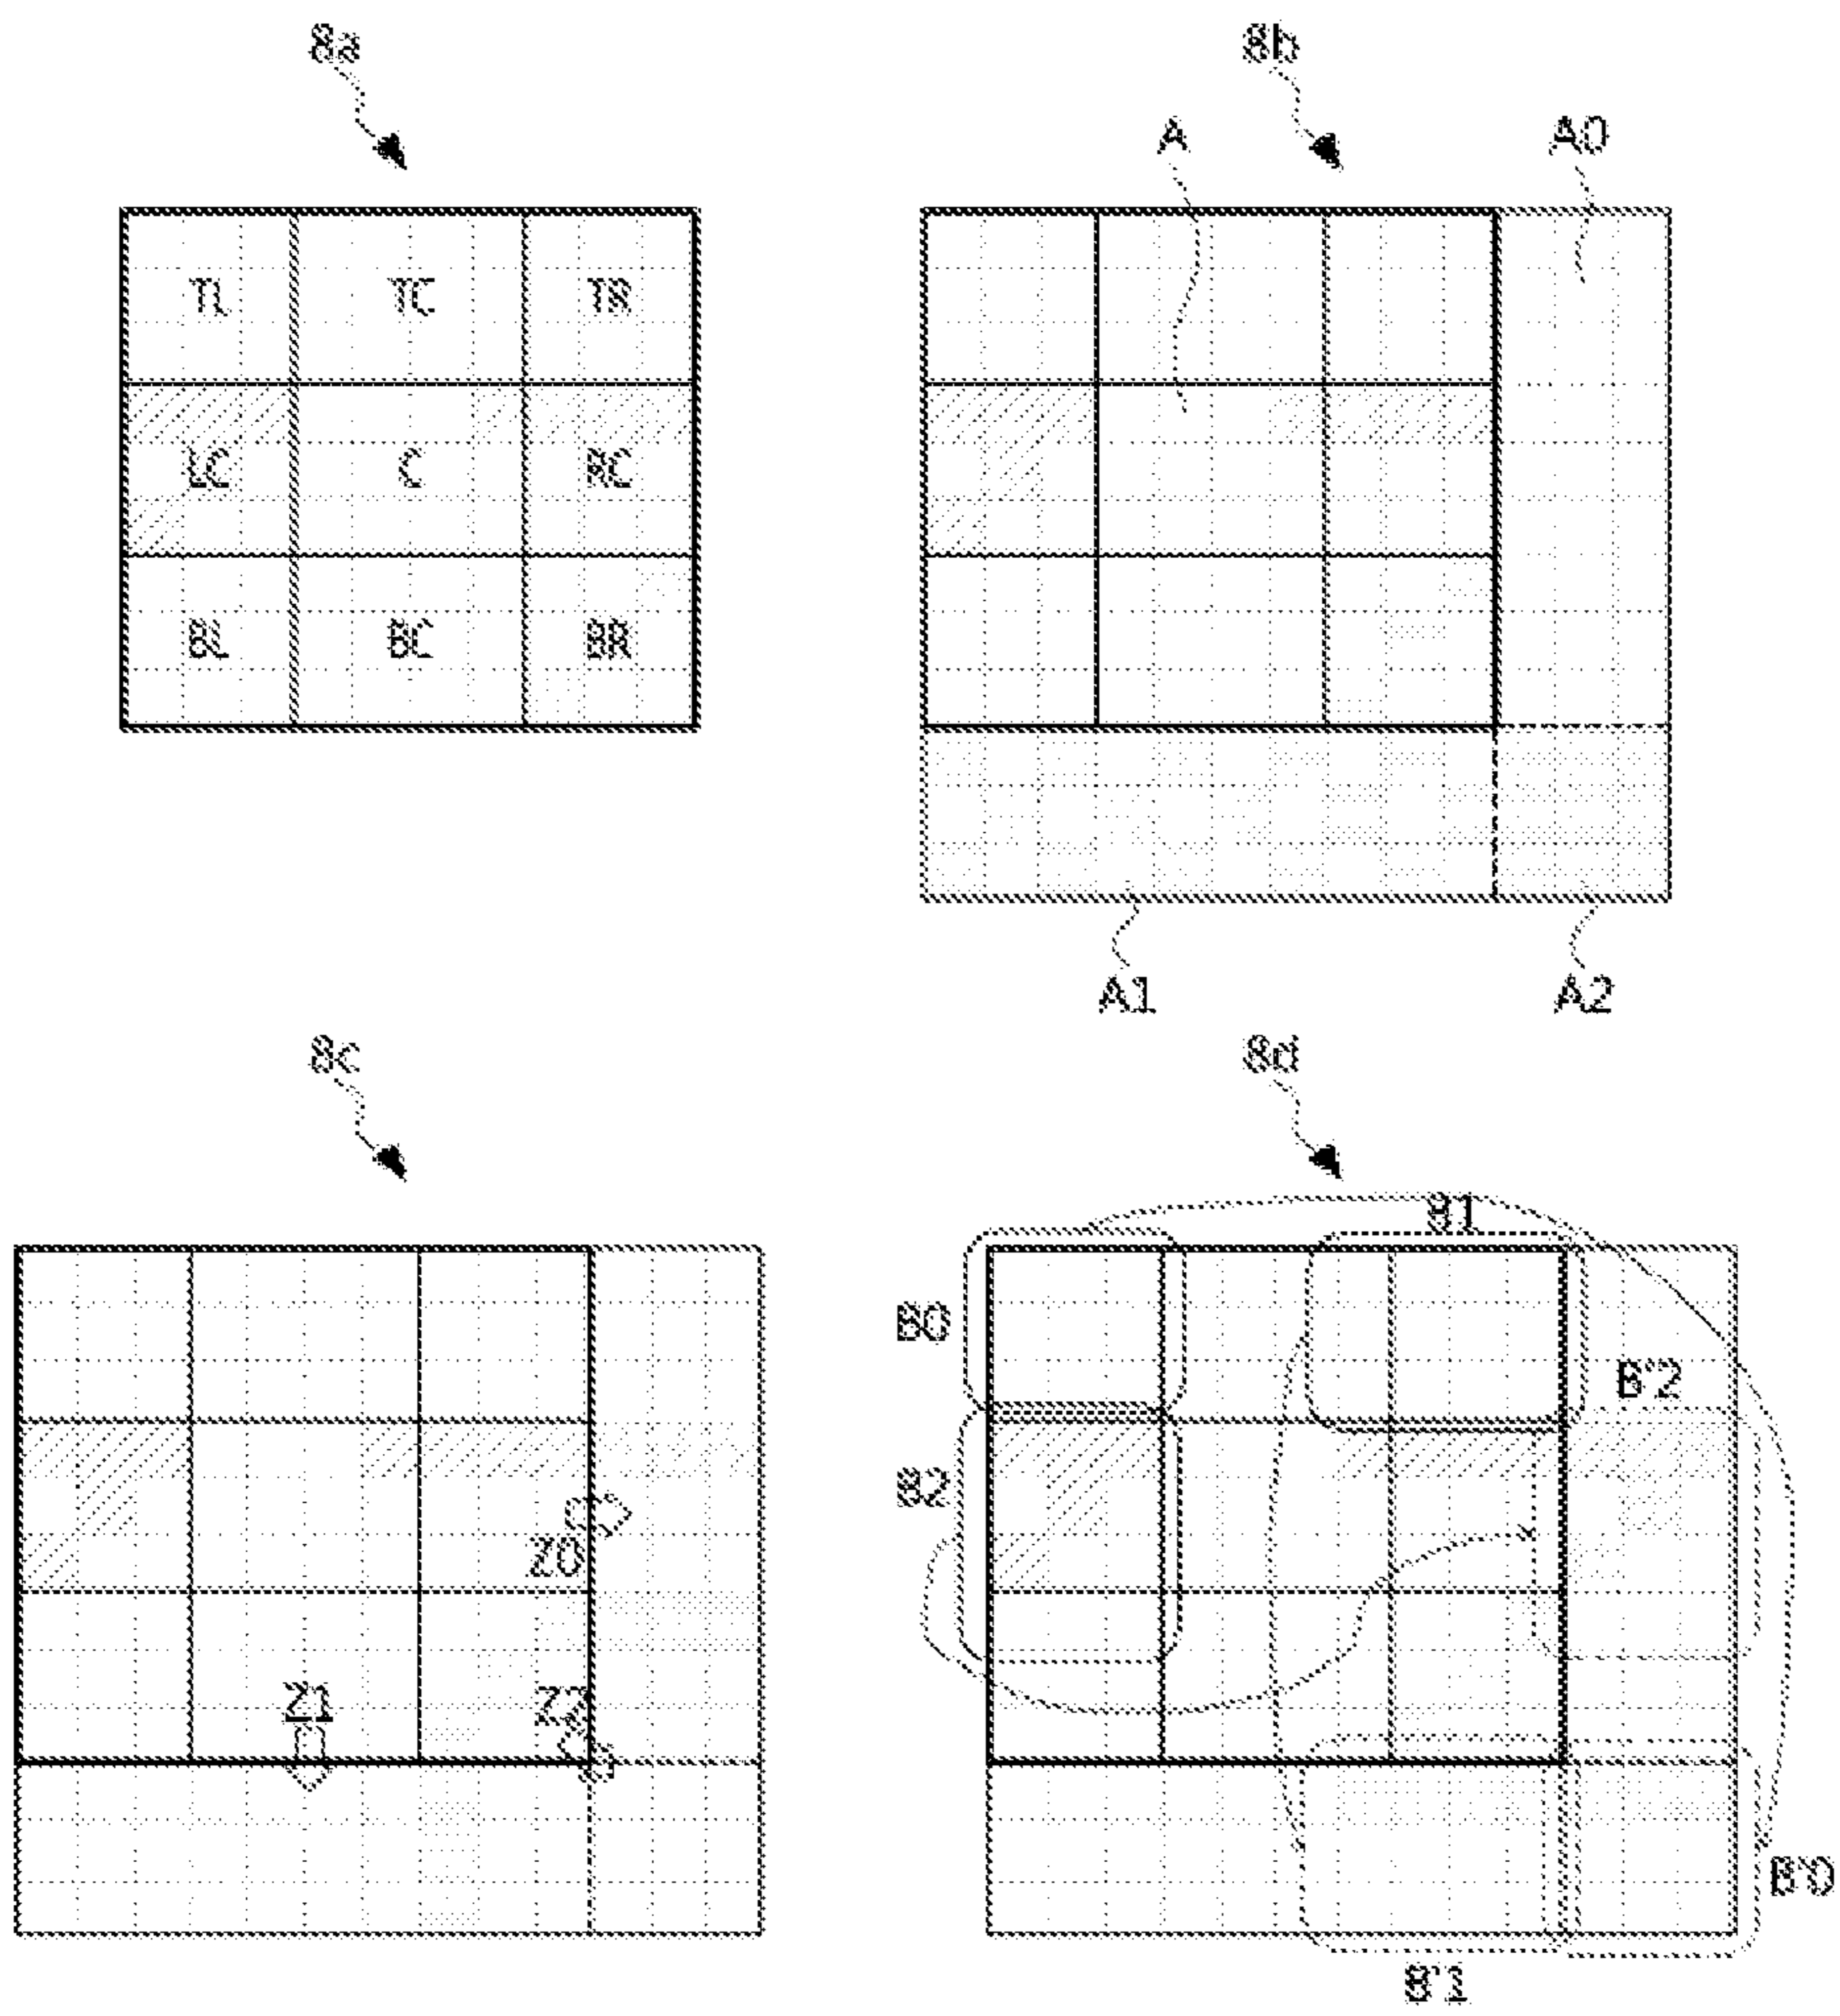 8a
8b
A
A0
TL TC TR
LC C RC
BL BC BR
A1
A2
8c
8d
B1
B0
B'2
B2
Z0
Z1
Z2
B'0
B'1